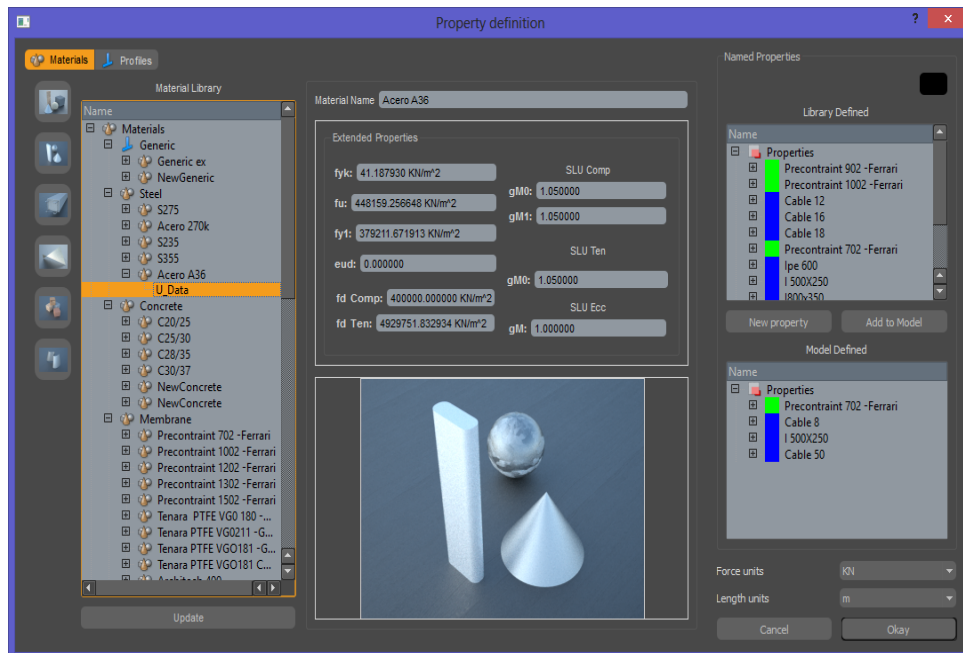 Property definition
?
×
Materials
Profiles
Material Library
Name
Materials
Generic
Generic ex
NewGeneric
Steel
S275
Acero 270k
S235
S355
Acero A36
U_Data
Concrete
C20/25
C25/30
C28/35
C30/37
NewConcrete
NewConcrete
Membrane
Precontraint 702 -Ferrari
Precontraint 1002 -Ferrari
Precontraint 1202 -Ferrari
Precontraint 1302 -Ferrari
Precontraint 1502 -Ferrari
Tenara PTFE VG0 180 -...
Tenara PTFE VG0211 -G...
Tenara PTFE VGO181 -G...
Tenara PTFE VGO181 C...
Update
Material Name Acero A36
Extended Properties
fyk: 41.187930 KN/m^2
fu: 448159.256648 KN/m^2
fy1: 379211.671913 KN/m^2
eud: 0.000000
fd Comp: 400000.000000 KN/m^2
fd Ten: 4929751.832934 KN/m^2
SLU Comp
gM0: 1.050000
gM1: 1.050000
SLU Ten
gM0: 1.050000
SLU Ecc
gM: 1.000000
Named Properties
Library Defined
Name
Properties
Precontraint 902 -Ferrari
Precontraint 1002 -Ferrari
Cable 12
Cable 16
Cable 18
Precontraint 702 -Ferrari
Ipe 600
I 500X250
I800x350
New property
Add to Model
Model Defined
Name
Properties
Precontraint 702 -Ferrari
Cable 8
I 500X250
Cable 50
Force units KN
Length units m
Cancel
Okay